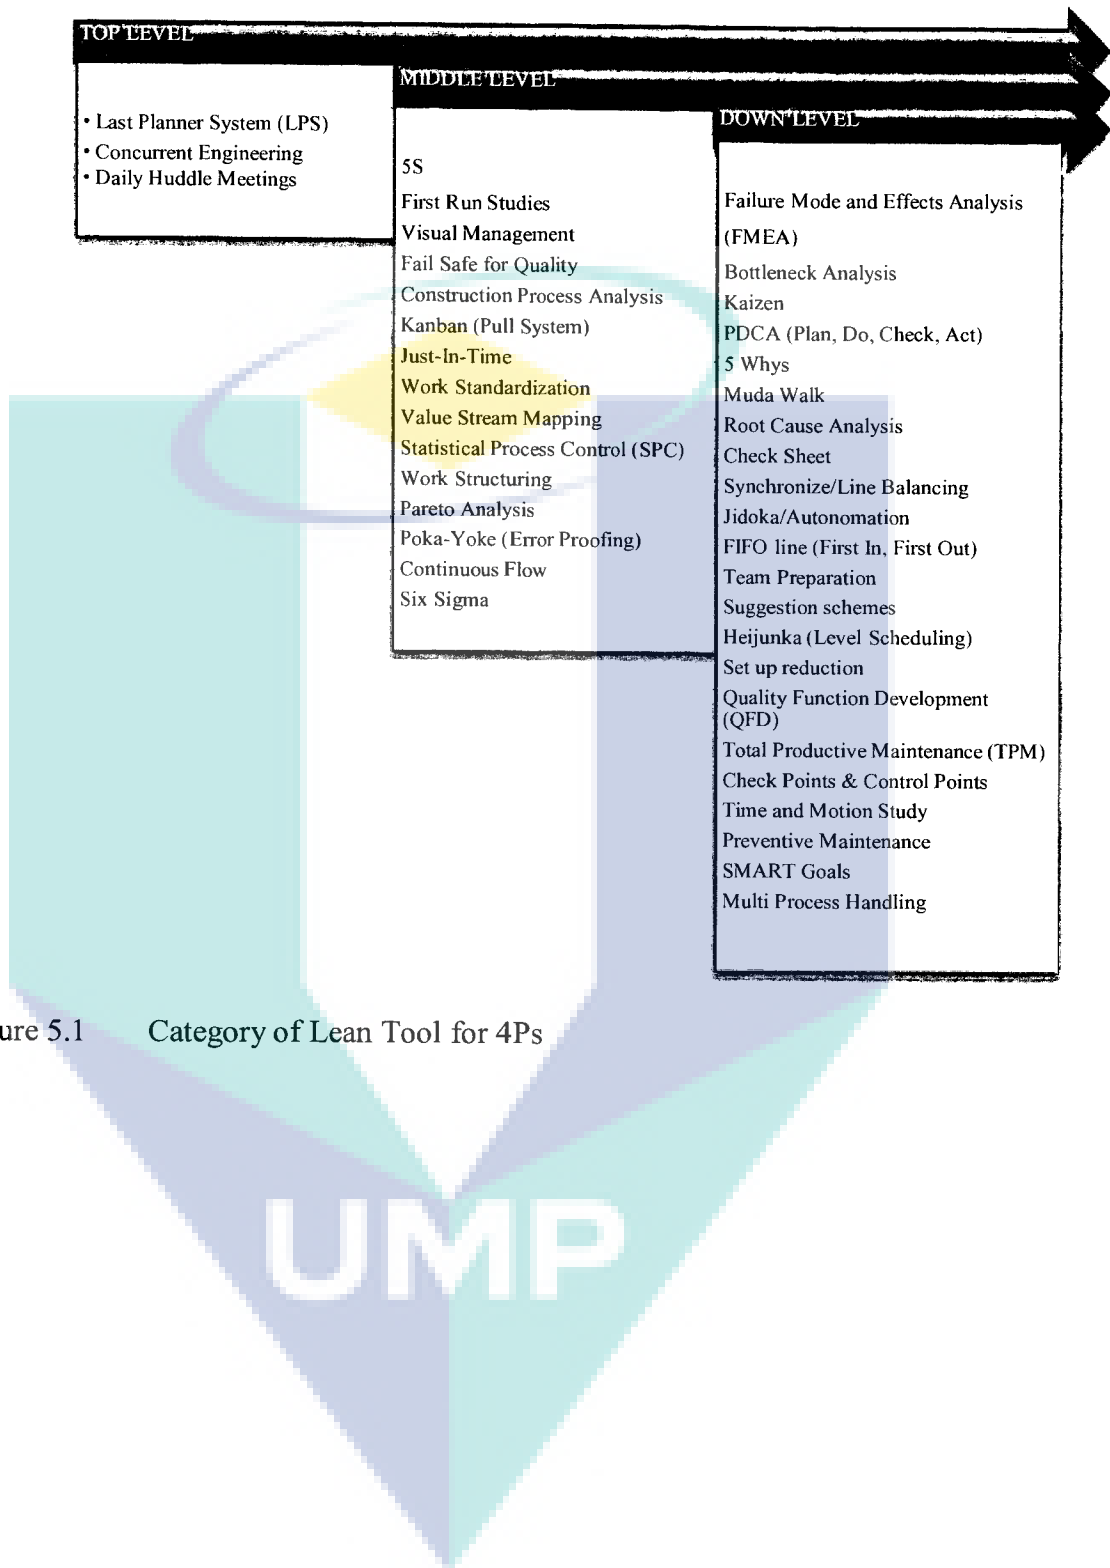 TOP LEVEL
• Last Planner System (LPS)
• Concurrent Engineering
• Daily Huddle Meetings
MIDDLE LEVEL
5S
First Run Studies
Visual Management
Fail Safe for Quality
Construction Process Analysis
Kanban (Pull System)
Just-In-Time
Work Standardization
Value Stream Mapping
Statistical Process Control (SPC)
Work Structuring
Pareto Analysis
Poka-Yoke (Error Proofing)
Continuous Flow
Six Sigma
DOWN LEVEL
Failure Mode and Effects Analysis
(FMEA)
Bottleneck Analysis
Kaizen
PDCA (Plan, Do, Check, Act)
5 Whys
Muda Walk
Root Cause Analysis
Check Sheet
Synchronize/Line Balancing
Jidoka/Autonomation
FIFO line (First In, First Out)
Team Preparation
Suggestion schemes
Heijunka (Level Scheduling)
Set up reduction
Quality Function Development
(QFD)
Total Productive Maintenance (TPM)
Check Points & Control Points
Time and Motion Study
Preventive Maintenance
SMART Goals
Multi Process Handling
ure 5.1 Category of Lean Tool for 4Ps
UMP